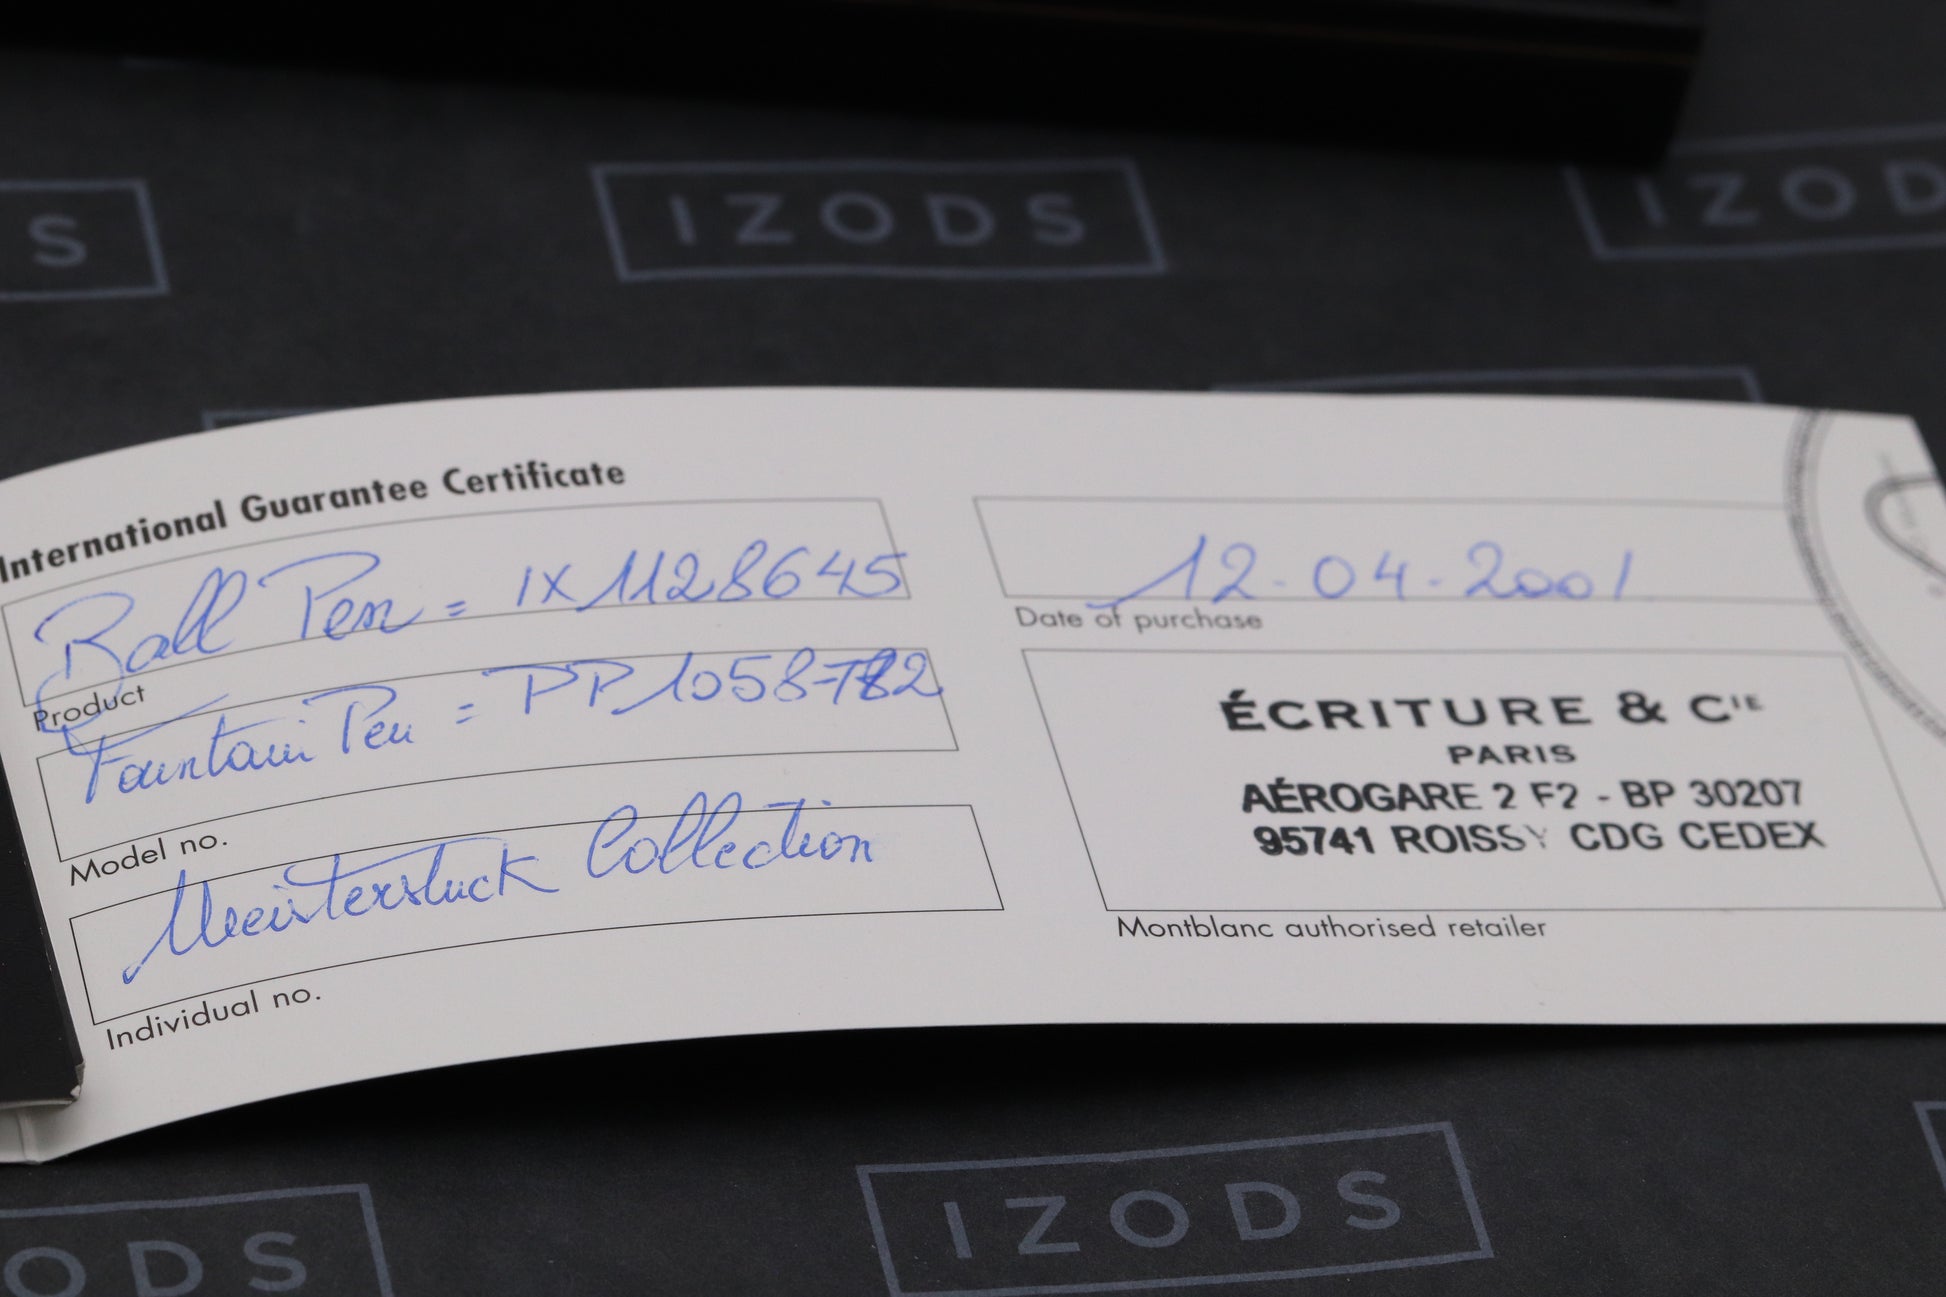 S
IZODS
IZOD
International Guarantee Certificate
Ball Pen = IX1128645
Product
Fountain Pen = PP1058782
Model no.
Meisterstuck Collection
Individual no.
12-04-2001
Date of purchase
ÉCRITURE & CIE
PARIS
AÉROGARE 2 F2 - BP 30207
95741 ROISSY CDG CEDEX
Montblanc authorised retailer
IZODS
ODS